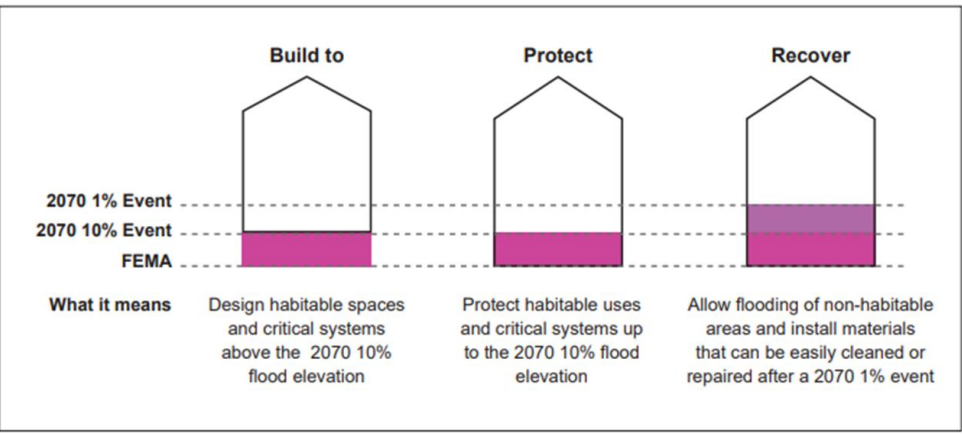 Build to
Protect
Recover
2070 1% Event
2070 10% Event
FEMA
What it means
Design habitable spaces
and critical systems
above the 2070 10%
flood elevation
Protect habitable uses
and critical systems up
to the 2070 10% flood
elevation
Allow flooding of non-habitable
areas and install materials
that can be easily cleaned or
repaired after a 2070 1% event